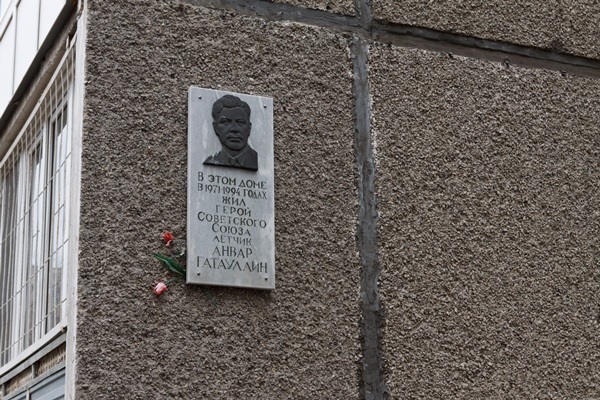 В ЭТОМ ДОМЕ
В 1971-1994 ГОДАХ
ЖИЛ
ГЕРОЙ
СОВЕТСКОГО
СОЮЗА
ЛЕТЧИК
АНВАР
ГАТАУЛЛИН